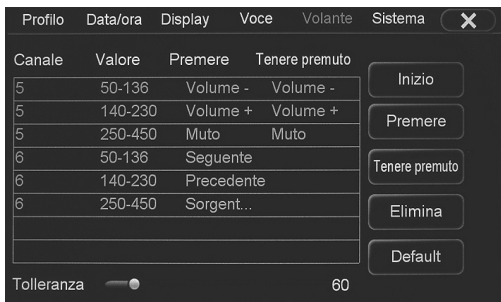 Profilo Data/ora Display Voce Volante Sistema X
Canale Valore Premere Tenere premuto
5 50-136 Volume - Volume -
5 140-230 Volume + Volume +
5 250-450 Muto Muto
6 50-136 Seguente
6 140-230 Precedente
6 250-450 Sorgent...
Inizio
Premere
Tenere premuto
Elimina
Default
Tolleranza 60